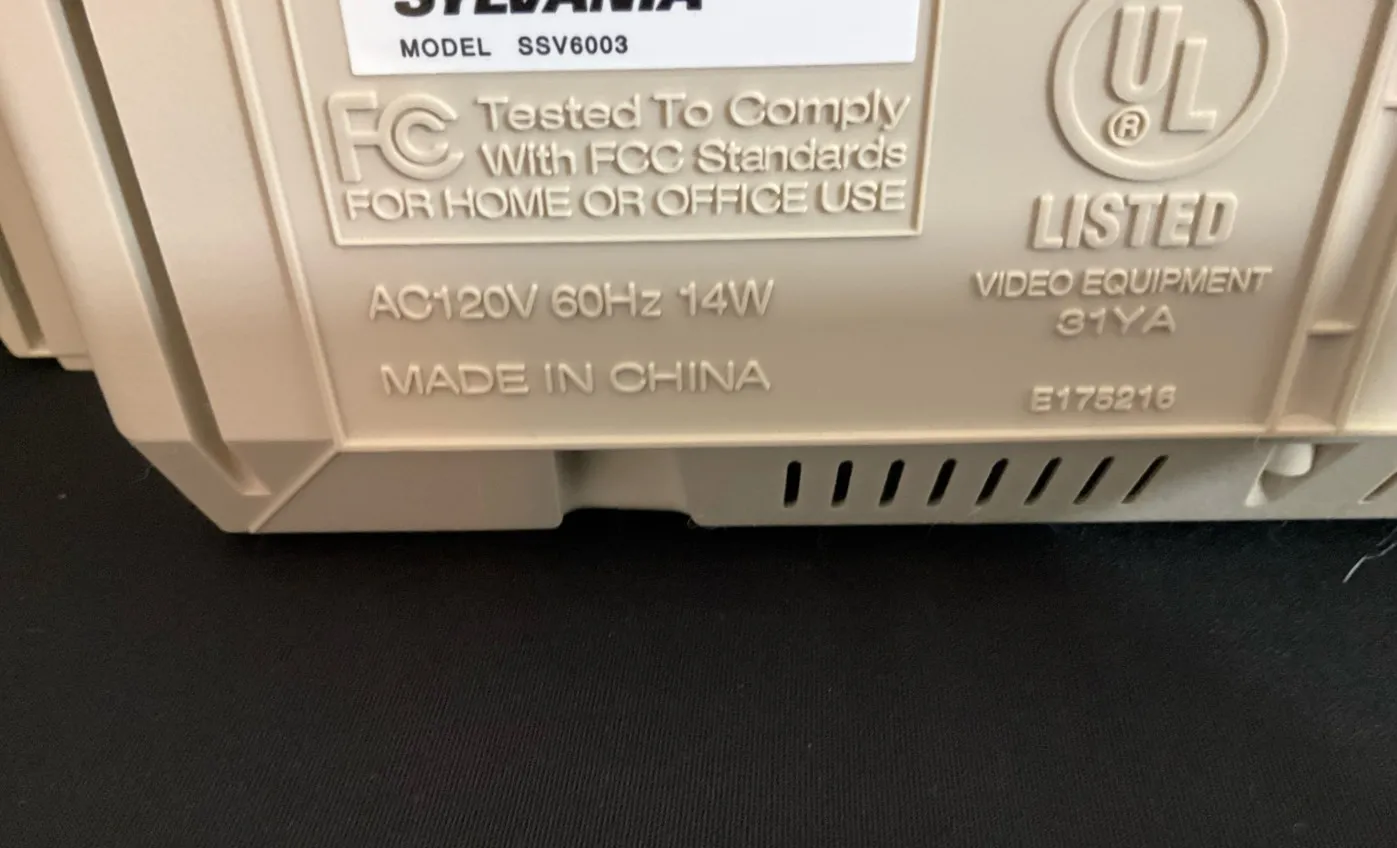 SYLVANIA
MODEL SSV6003
FC Tested To Comply
With FCC Standards
FOR HOME OR OFFICE USE
AC120V 60Hz 14W
MADE IN CHINA
UL
®
LISTED
VIDEO EQUIPMENT
31YA
E175216